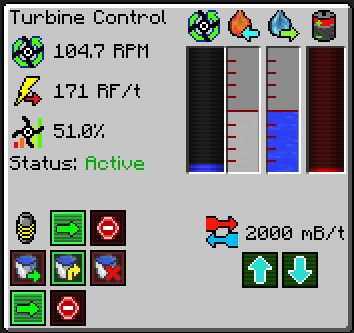 Turbine Control
104.7 RPM
171 RF/t
51.0%
Status: Active
2000 mB/t